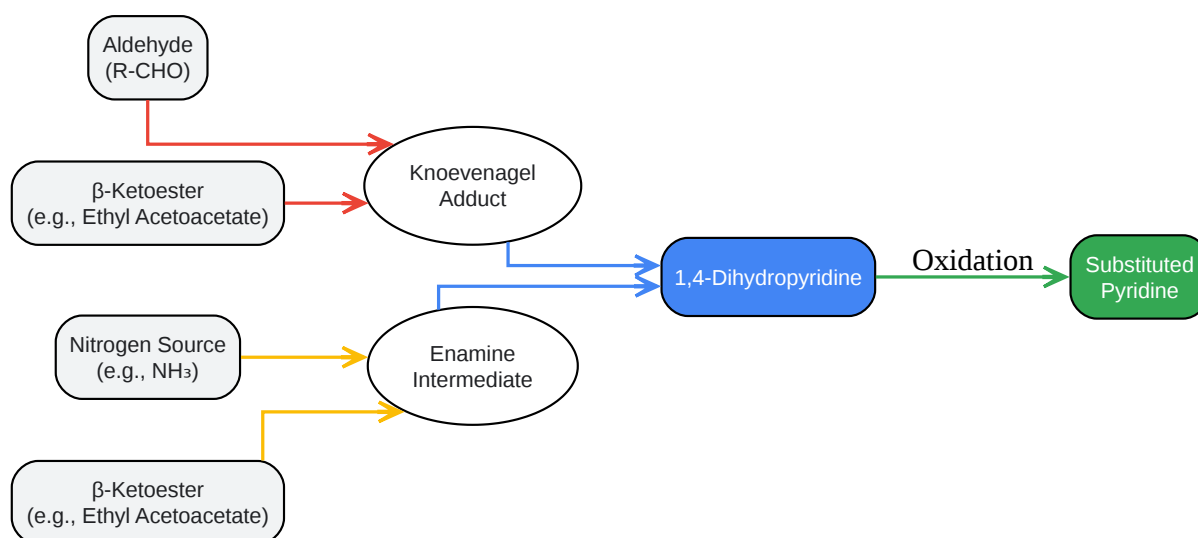 Aldehyde
(R-CHO)
β-Ketoester
(e.g., Ethyl Acetoacetate)
Knoevenagel
Adduct
Nitrogen Source
(e.g., NH₃)
β-Ketoester
(e.g., Ethyl Acetoacetate)
Enamine
Intermediate
1,4-Dihydropyridine
Oxidation
Substituted
Pyridine